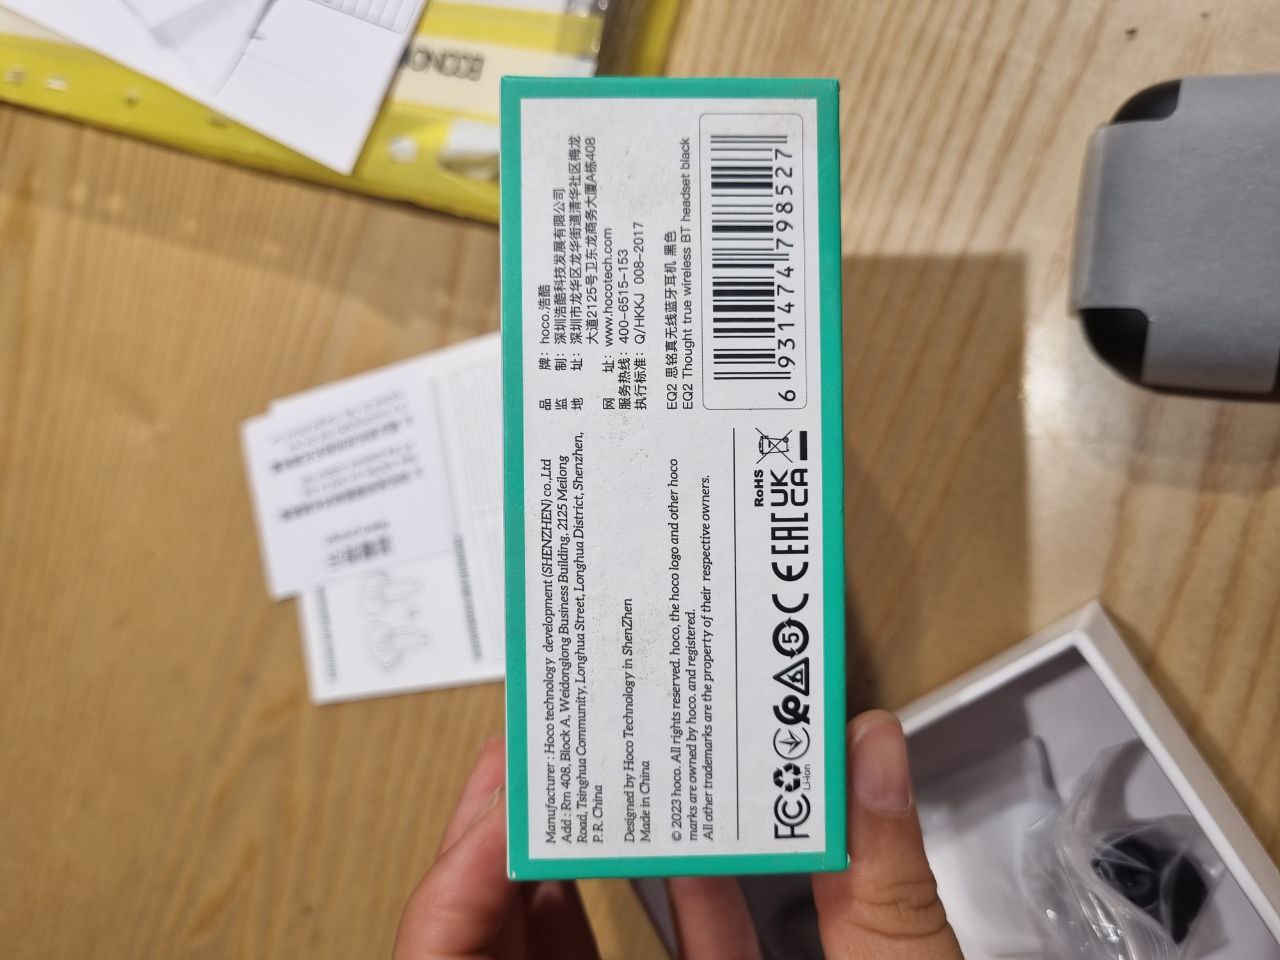 Manufacturer : Hoco technology development (SHENZHEN) co.,Ltd
Add : Rm 408, Block A, Weidonglong Business Building, 2125 Meilong
Road, Tsinghua Community, Longhua Street, Longhua District, Shenzhen,
P.R. China
Designed by Hoco Technology in ShenZhen
Made in China
© 2023 hoco. All rights reserved. hoco, the hoco logo and other hoco
marks are owned by hoco. and registered.
All other trademarks are the property of their respective owners.
FC Li-ion 5 CE EAC UK CA RoHS
品 牌：hoco.浩酷
监 制：深圳浩酷科技发展有限公司
地 址：深圳市龙华区龙华街道清华社区梅龙
大道2125号卫东龙商务大厦A栋408
网 址：www.hocotech.com
服务热线：400-6515-153
执行标准：Q/HKKJ 008-2017
EQ2 思铭真无线蓝牙耳机 黑色
EQ2 Thought true wireless BT headset black
6 931474 798527